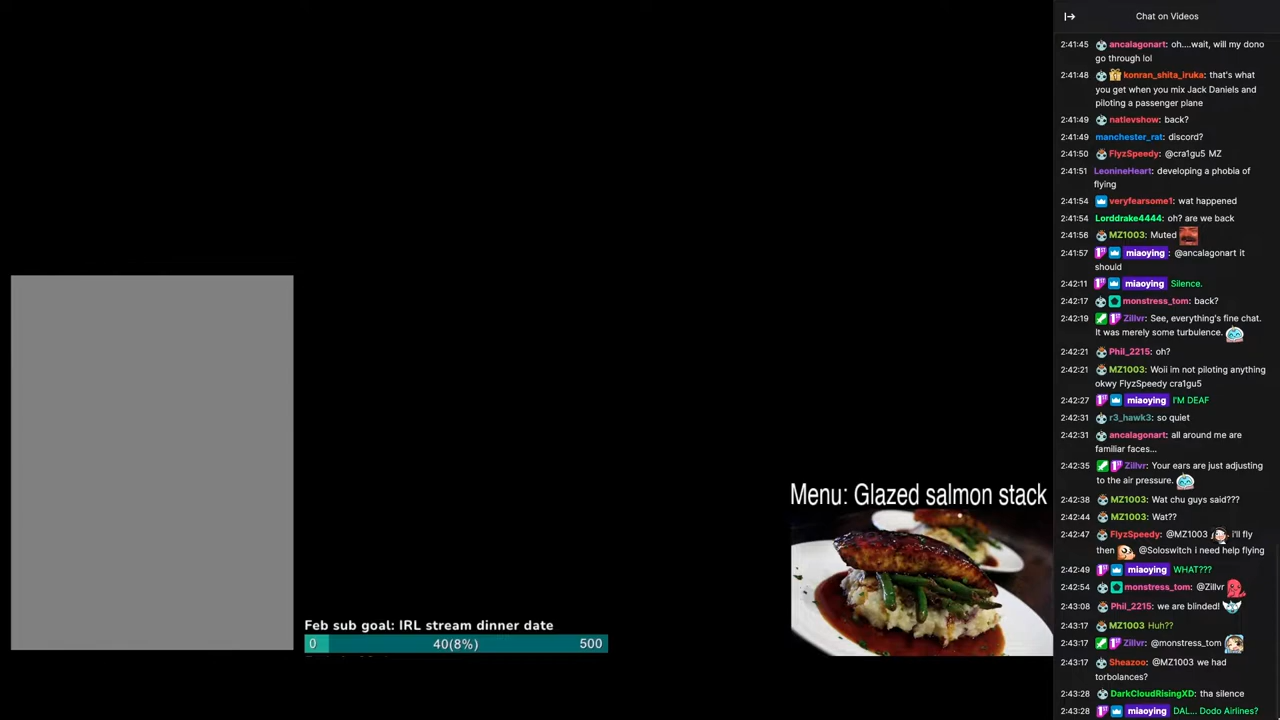 Chat on Videos
2:41:45 ancalagonart: oh....wait, will my dono
go through lol
2:41:48 konran_shita_iruka: that's what
you get when you mix Jack Daniels and
piloting a passenger plane
2:41:49 natlevshow: back?
2:41:49 manchester_rat: discord?
2:41:50 FlyzSpeedy: @cra1gu5 MZ
2:41:51 LeonineHeart: developing a phobia of
flying
2:41:54 veryfearsome1: wat happened
2:41:54 Lorddrake4444: oh? are we back
2:41:56 MZ1003: Muted
2:41:57 miaoying : @ancalagonart it
should
2:42:11 miaoying Silence.
2:42:17 monstress_tom: back?
2:42:19 Zillvr: See, everything's fine chat.
It was merely some turbulence.
2:42:21 Phil_2215: oh?
2:42:21 MZ1003: Woii im not piloting anything
okwy FlyzSpeedy cra1gu5
2:42:27 miaoying I'M DEAF
2:42:31 r3_hawk3: so quiet
2:42:31 ancalagonart: all around me are
familiar faces...
2:42:35 Zillvr: Your ears are just adjusting
to the air pressure.
2:42:38 MZ1003: Wat chu guys said???
2:42:44 MZ1003: Wat??
2:42:47 FlyzSpeedy: @MZ1003 i'll fly
then @Soloswitch i need help flying
2:42:49 miaoying WHAT???
2:42:54 monstress_tom: @Zillvr
2:43:08 Phil_2215: we are blinded!
2:43:17 MZ1003 Huh??
2:43:17 Zillvr: @monstress_tom
2:43:17 Sheazoo: @MZ1003 we had
torbolances?
2:43:28 DarkCloudRisingXD: tha silence
2:43:28 miaoying DAL... Dodo Airlines?
Menu: Glazed salmon stack
Feb sub goal: IRL stream dinner date
0 40(8%) 500